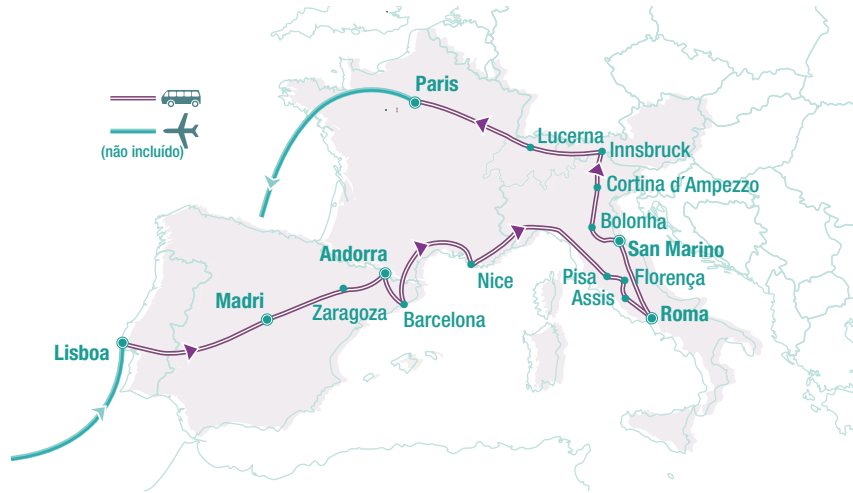 Paris
(não incluído)
Lucerna
Innsbruck
Cortina d´Ampezzo
Bolonha
San Marino
Andorra
Nice
Pisa
Florença
Assis
Madri
Zaragoza
Barcelona
Roma
Lisboa